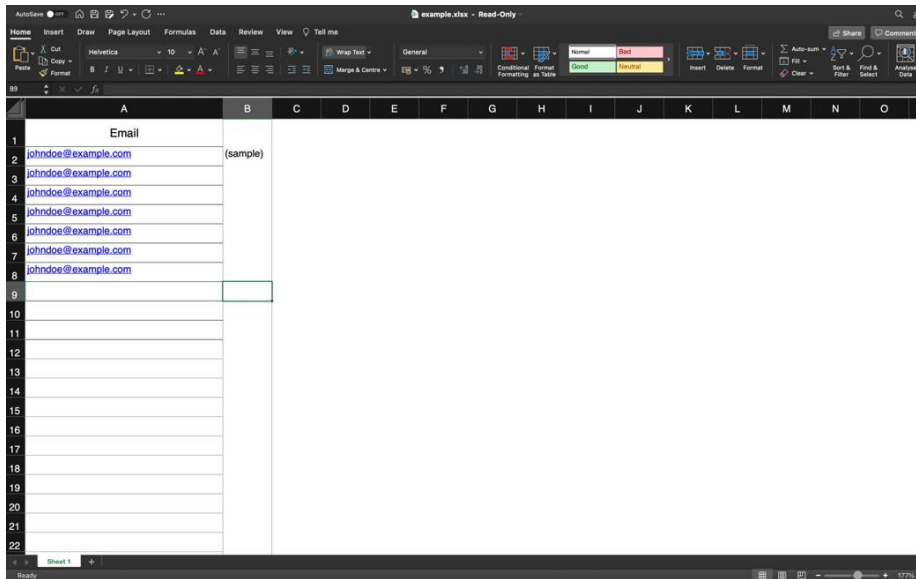 AutoSave OFF
example.xlsx - Read-Only
Home Insert Draw Page Layout Formulas Data Review View Tell me
Share Comment
Paste
Cut
Copy
Format
Helvetica 10 A A
B I U A
Wrap Text
Merge & Centre
General
%
Conditional Formatting
Format as Table
Normal Bad
Good Neutral
Insert Delete Format
Auto-sum
Fill
Clear
Sort & Filter
Find & Select
Analyse Data
B9 fx
A B C D E F G H I J K L M N O
1 Email
2 johndoe@example.com (sample)
3 johndoe@example.com
4 johndoe@example.com
5 johndoe@example.com
6 johndoe@example.com
7 johndoe@example.com
8 johndoe@example.com
9
10
11
12
13
14
15
16
17
18
19
20
21
22
Sheet 1 +
Ready
- + 177%